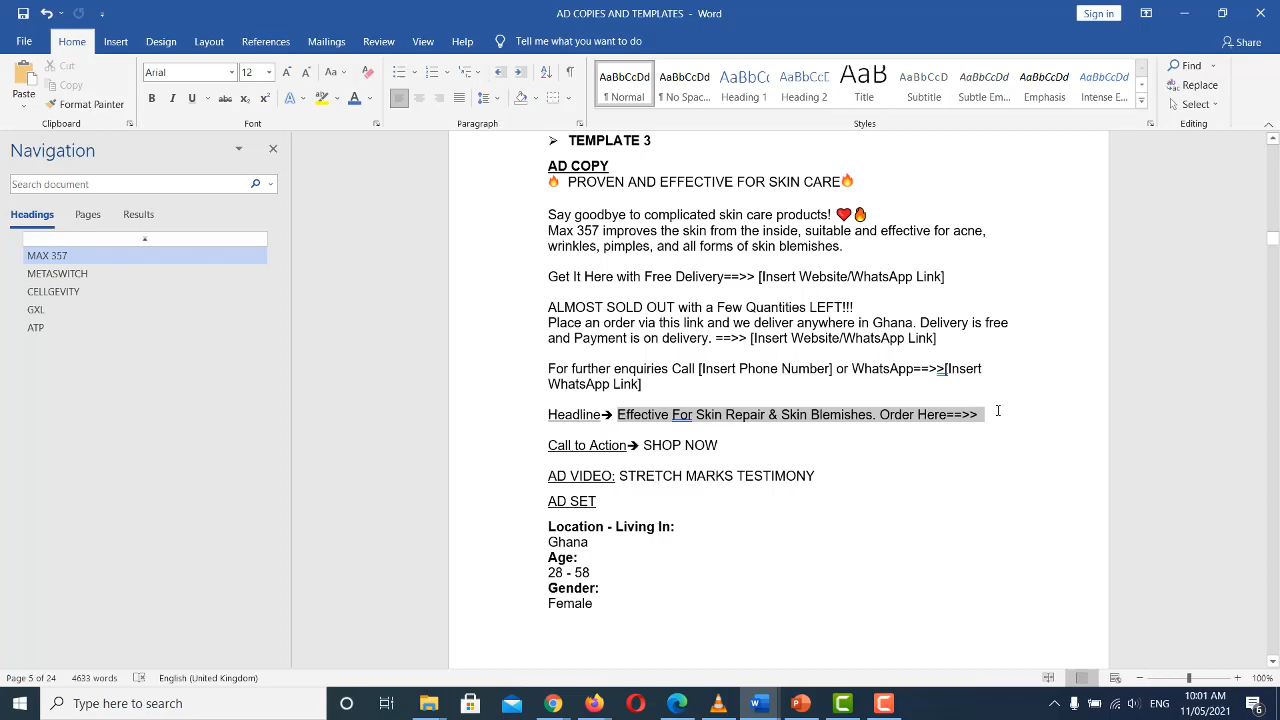 AD COPIES AND TEMPLATES - Word
Sign in
File Home Insert Design Layout References Mailings Review View Help Tell me what you want to do Share
Paste
Cut
Copy
Format Painter
Clipboard
Arial 12
Font
Paragraph
AaBbCcDd AaBbCcDd AaBbCc AaBbCcC AaB AaBbCcD AaBbCcDd AaBbCcDd AaBbCcDd
¶ Normal ¶ No Spac... Heading 1 Heading 2 Title Subtitle Subtle Em... Emphasis Intense E...
Styles
Find
Replace
Select
Editing
Navigation
Search document
Headings Pages Results
MAX 357
METASWITCH
CELLGEVITY
GXL
ATP
➢ TEMPLATE 3
AD COPY
🔥 PROVEN AND EFFECTIVE FOR SKIN CARE🔥
Say goodbye to complicated skin care products! ❤️🔥
Max 357 improves the skin from the inside, suitable and effective for acne,
wrinkles, pimples, and all forms of skin blemishes.
Get It Here with Free Delivery==>> [Insert Website/WhatsApp Link]
ALMOST SOLD OUT with a Few Quantities LEFT!!!
Place an order via this link and we deliver anywhere in Ghana. Delivery is free
and Payment is on delivery. ==>> [Insert Website/WhatsApp Link]
For further enquiries Call [Insert Phone Number] or WhatsApp==>>[Insert
WhatsApp Link]
Headline➔ Effective For Skin Repair & Skin Blemishes. Order Here==>>
Call to Action➔ SHOP NOW
AD VIDEO: STRETCH MARKS TESTIMONY
AD SET
Location - Living In:
Ghana
Age:
28 - 58
Gender:
Female
Page 5 of 24 4633 words English (United Kingdom) 100%
Type here to search
10:01 AM
11/05/2021
6